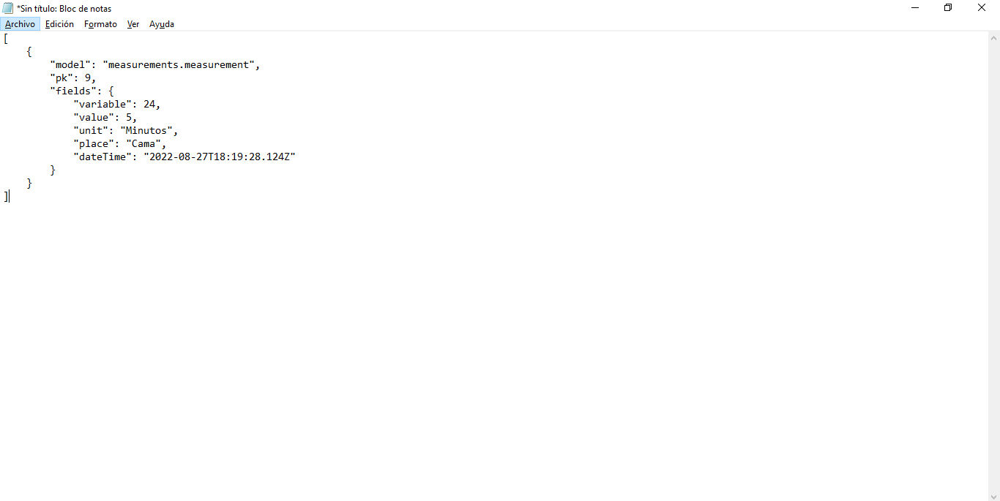 *Sin título: Bloc de notas
Archivo Edición Formato Ver Ayuda
[
    {
        "model": "measurements.measurement",
        "pk": 9,
        "fields": {
            "variable": 24,
            "value": 5,
            "unit": "Minutos",
            "place": "Cama",
            "dateTime": "2022-08-27T18:19:28.124Z"
        }
    }
]